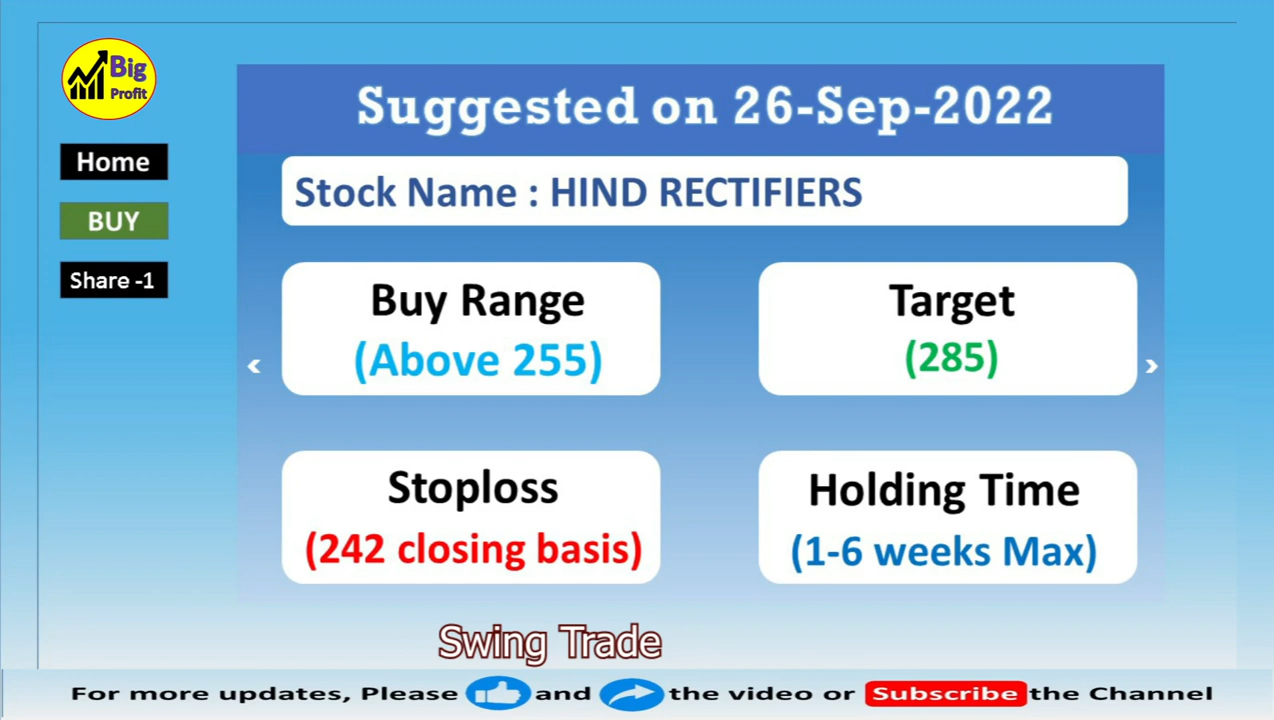 Big
Profit
Suggested on 26-Sep-2022
Home
Stock Name : HIND RECTIFIERS
BUY
Share -1
Buy Range
(Above 255)
Target
(285)
Stoploss
(242 closing basis)
Holding Time
(1-6 weeks Max)
Swing Trade
For more updates, Please and the video or Subscribe the Channel